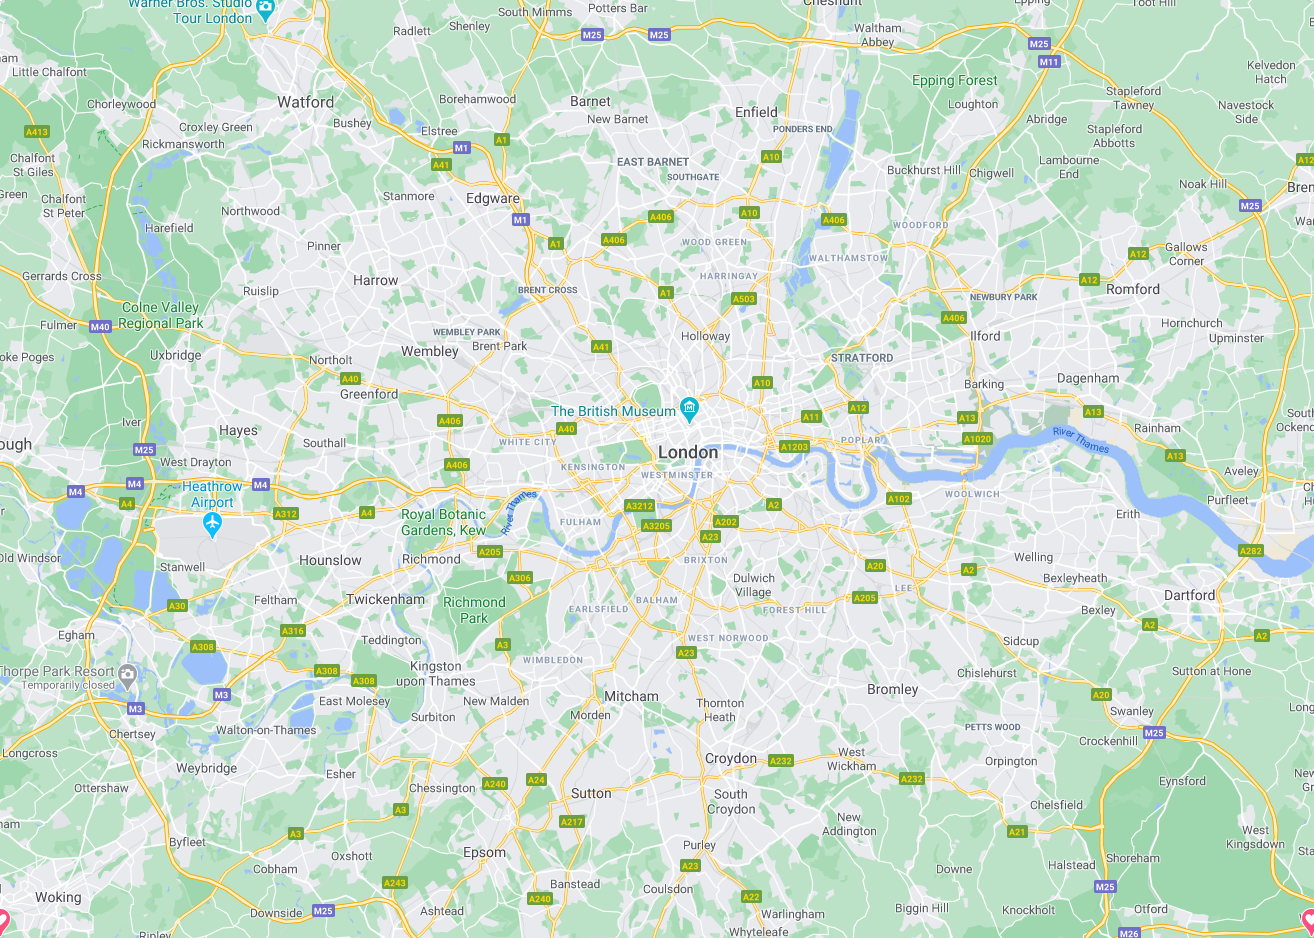 Warner Bros. Studio
Tour London
South Mimms
Potters Bar
Cheshunt
Epping
Toot Hill
Radlett
Shenley
M25
M25
Waltham
Abbey
M25
M11
Little Chalfont
Chorleywood
Watford
Borehamwood
Barnet
New Barnet
Enfield
Epping Forest
Loughton
Kelvedon
Hatch
Stapleford
Tawney
Navestock
Side
A413
Croxley Green
Bushey
Elstree
A1
PONDERS END
Abridge
Stapleford
Abbotts
Rickmansworth
M1
A41
EAST BARNET
SOUTHGATE
A10
Buckhurst Hill
Chigwell
Lambourne
End
A12
Chalfont
St Giles
Green
Chalfont
St Peter
Stanmore
Edgware
Noak Hill
M25
Northwood
M1
A406
A10
A406
WOODFORD
Harefield
Pinner
A1
A406
WOOD GREEN
WALTHAMSTOW
A12
Gallows
Corner
Gerrards Cross
Harrow
BRENT CROSS
HARRINGAY
A12
Romford
Ruislip
A1
A503
NEWBURY PARK
Colne Valley
Regional Park
Fulmer
M40
WEMBLEY PARK
Holloway
A406
Ilford
Hornchurch
Upminster
oke Poges
Uxbridge
Northolt
Wembley
Brent Park
A41
STRATFORD
A40
Greenford
A10
Barking
Dagenham
The British Museum
A11
A12
A13
A13
Iver
Hayes
A406
A40
WHITE CITY
London
A1203
POPLAR
A1020
River Thames
Rainham
South
Ockendo
ough
M25
Southall
West Drayton
A406
KENSINGTON
WESTMINSTER
A13
Aveley
M4
M4
M4
Heathrow
Airport
A4
A312
A4
Royal Botanic
Gardens, Kew
River Thames
A3212
A2
A102
WOOLWICH
Purfleet
FULHAM
A3205
A202
A23
Erith
Old Windsor
Stanwell
Hounslow
Richmond
A205
BRIXTON
A20
A2
Welling
A282
A306
Dulwich
Village
LEE
Bexleyheath
A30
Feltham
Twickenham
Richmond
Park
EARLSFIELD
BALHAM
FOREST HILL
A205
Bexley
Dartford
Egham
A308
A316
Teddington
A3
WEST NORWOOD
A2
A2
Sidcup
Thorpe Park Resort
Temporarily closed
A308
A308
Kingston
upon Thames
WIMBLEDON
A23
Chislehurst
Sutton at Hone
M3
M3
East Molesey
New Malden
Mitcham
Morden
Thornton
Heath
Bromley
A20
Swanley
Chertsey
Walton-on-Thames
Surbiton
PETTS WOOD
M25
Longcross
Crockenhill
Weybridge
Esher
Croydon
A232
West
Wickham
A232
Orpington
Ottershaw
Chessington
A240
A24
Sutton
South
Croydon
Eynsford
A3
A3
A217
New
Addington
Chelsfield
A21
Byfleet
Oxshott
Epsom
Purley
West
Kingsdown
Cobham
A23
Downe
Halstead
Shoreham
Woking
A243
Banstead
Coulsdon
M25
Downside
M25
Ashtead
A240
A22
Warlingham
Biggin Hill
Knockholt
Otford
Ripley
Whyteleafe
M26